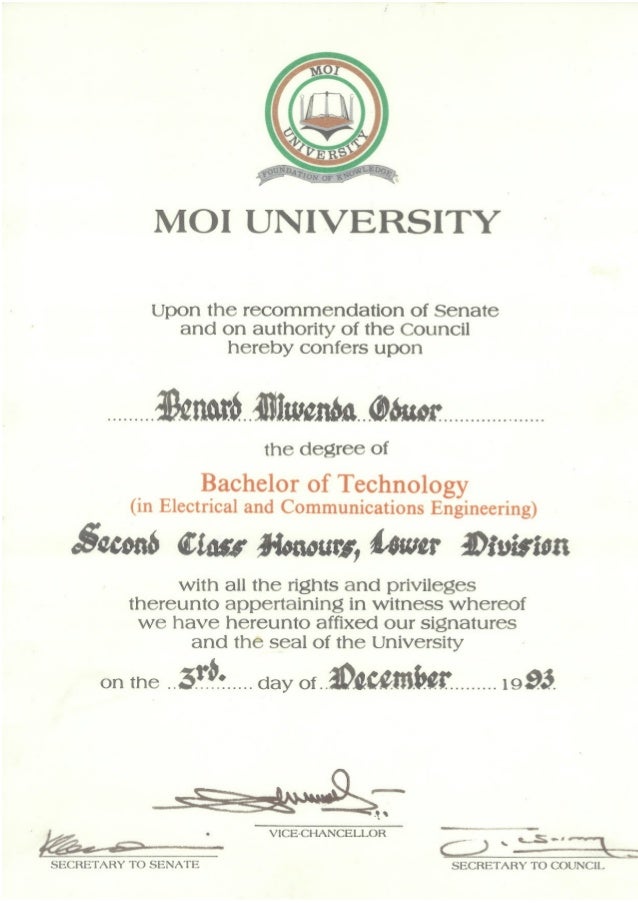 MOI
UNIVERSITY
FOUNDATION OF KNOWLEDGE
MOI UNIVERSITY
Upon the recommendation of Senate
and on authority of the Council
hereby confers upon
Benard Mwenda Oduor
the degree of
Bachelor of Technology
(in Electrical and Communications Engineering)
Second Class Honours, Lower Division
with all the rights and privileges
thereunto appertaining in witness whereof
we have hereunto affixed our signatures
and the seal of the University
on the 3rd. day of December 1993
VICE-CHANCELLOR
SECRETARY TO SENATE
SECRETARY TO COUNCIL